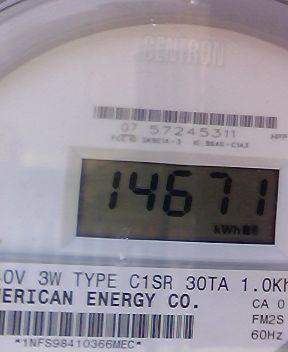 CENTRON
07 57245311
14671
kWh
0V 3W TYPE C1SR 30TA 1.0Kh
ERICAN ENERGY CO.
CA 0
FM2S
60Hz
*1NFS98410366MEC*